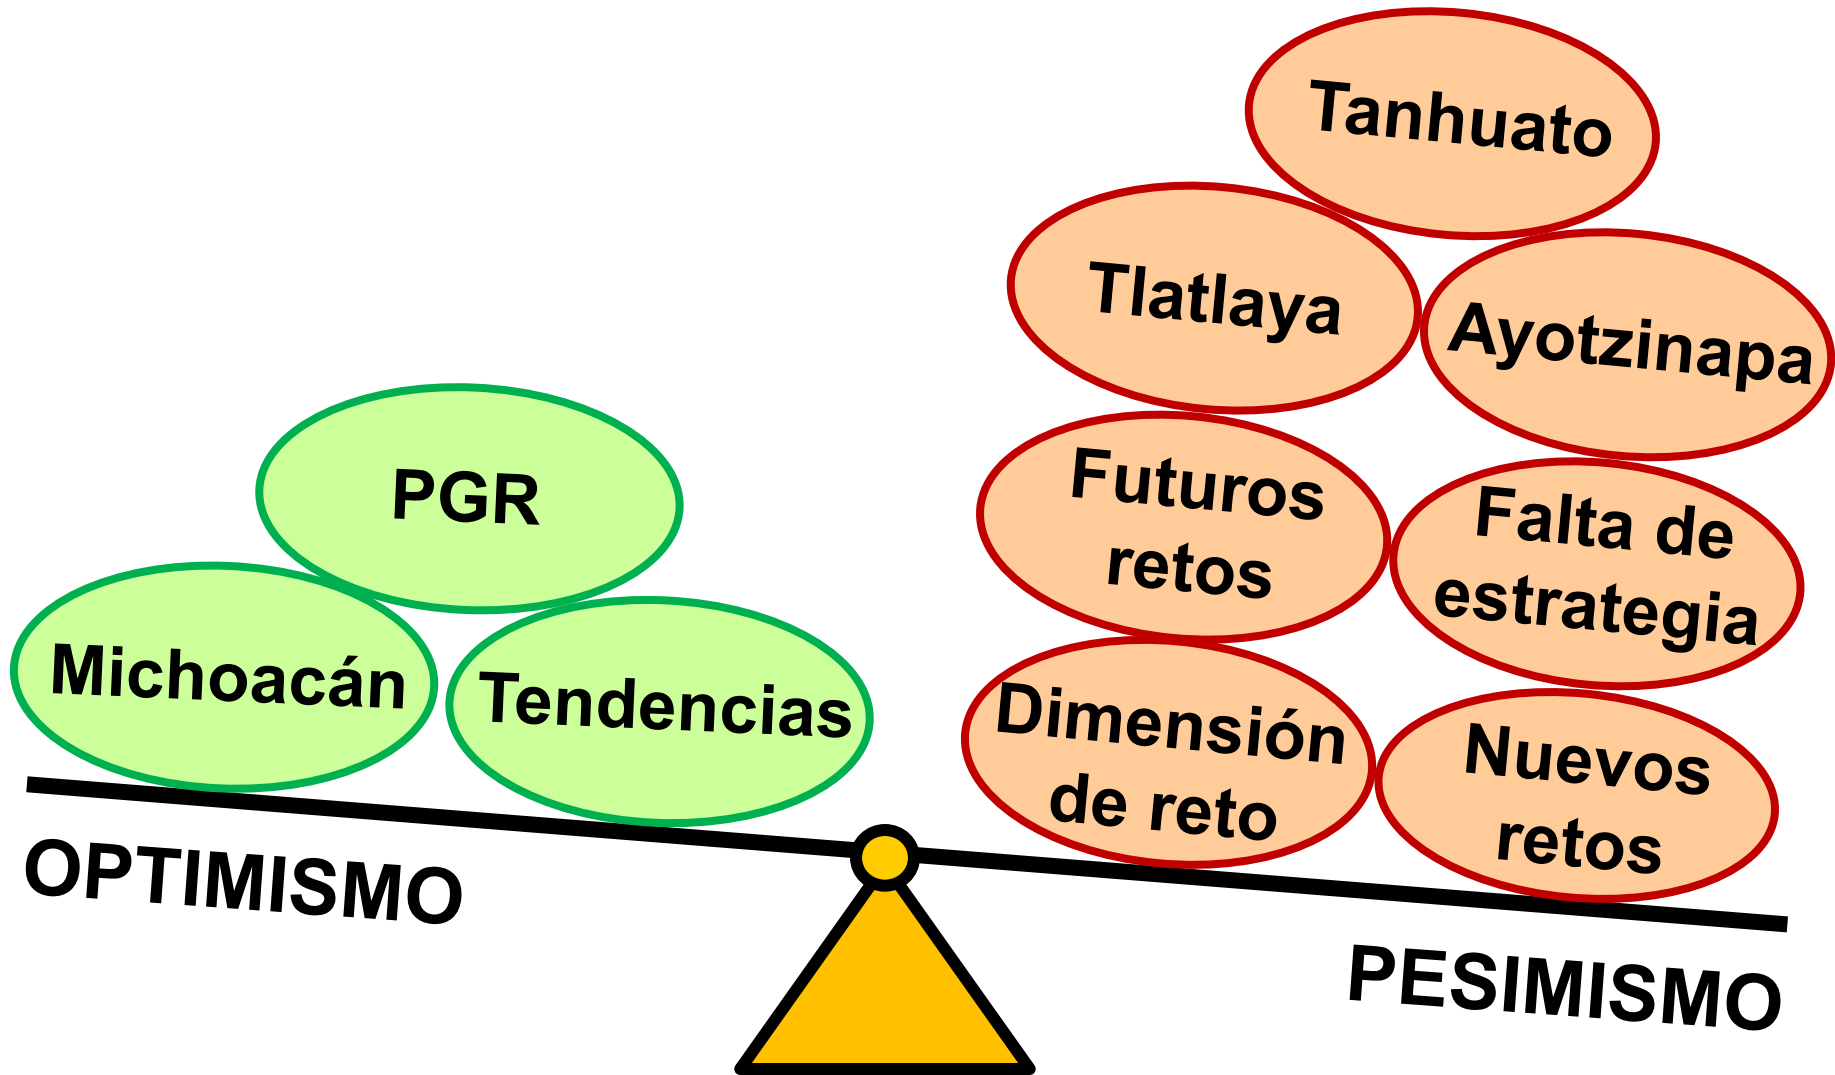 PGR
Michoacán
Tendencias
OPTIMISMO
Tanhuato
Tlatlaya
Ayotzinapa
Futuros
retos
Falta de
estrategia
Dimensión
de reto
Nuevos
retos
PESIMISMO